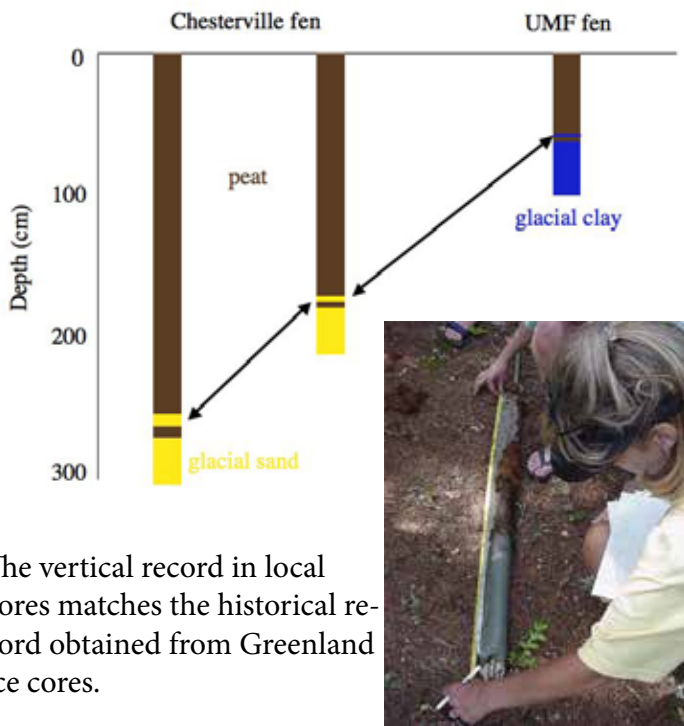 Chesterville fen
UMF fen
0
peat
100
glacial clay
Depth (cm)
200
glacial sand
300
The vertical record in local
ores matches the historical re-
ord obtained from Greenland
ce cores.